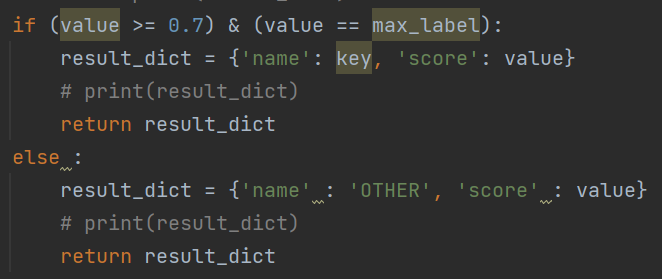 if (value >= 0.7) & (value == max_label):
    result_dict = {'name': key, 'score': value}
    # print(result_dict)
    return result_dict
else :
    result_dict = {'name' : 'OTHER', 'score' : value}
    # print(result_dict)
    return result_dict